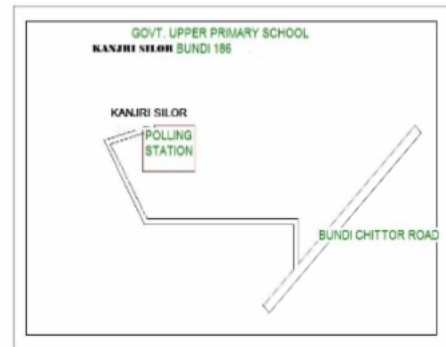 GOVT. UPPER PRIMARY SCHOOL
KANJRI SILOR BUNDI 186
KANJRI SILOR
POLLING
STATION
BUNDI CHITTOR ROAD